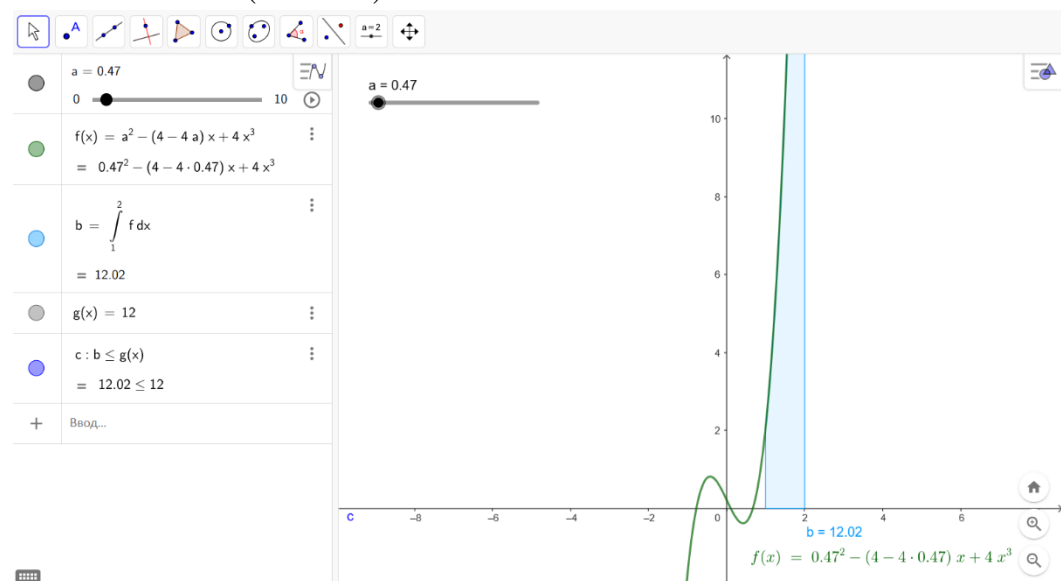 A
a=2
a = 0.47
0 10
f(x) = a² − (4 − 4 a) x + 4 x³
= 0.47² − (4 − 4 · 0.47) x + 4 x³
2
b = ∫ f dx
1
= 12.02
g(x) = 12
c : b ≤ g(x)
= 12.02 ≤ 12
+ Ввод...
a = 0.47
10
8
6
4
2
c −8 −6 −4 −2 0 2 4 6
b = 12.02
f(x) = 0.47² − (4 − 4 · 0.47) x + 4 x³